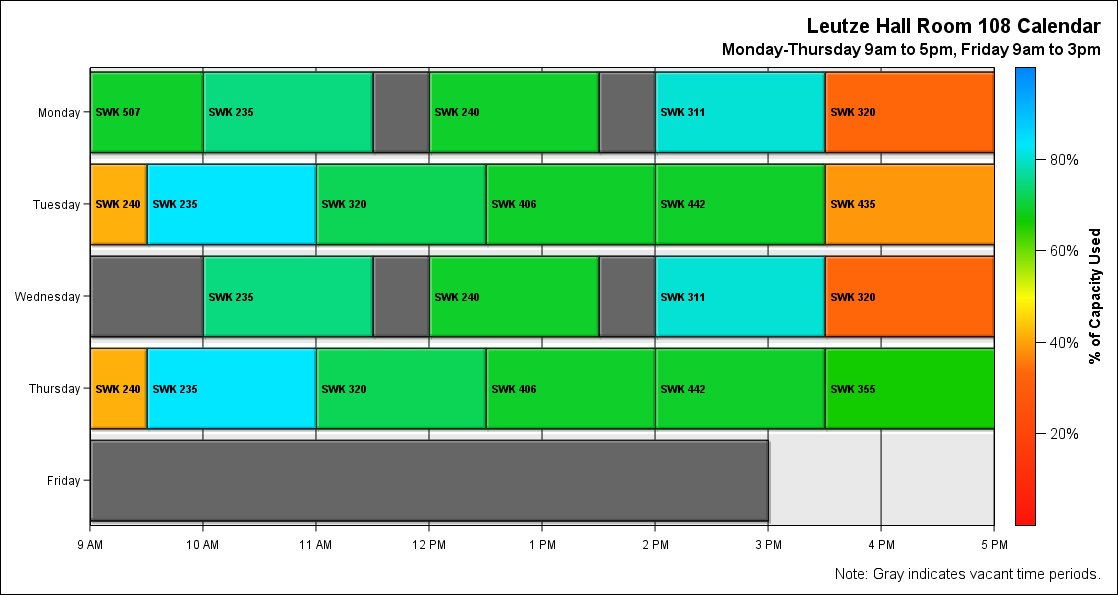 Leutze Hall Room 108 Calendar
Monday-Thursday 9am to 5pm, Friday 9am to 3pm
Monday SWK 507 SWK 235 SWK 240 SWK 311 SWK 320
Tuesday SWK 240 SWK 235 SWK 320 SWK 406 SWK 442 SWK 435
Wednesday SWK 235 SWK 240 SWK 311 SWK 320
Thursday SWK 240 SWK 235 SWK 320 SWK 406 SWK 442 SWK 355
Friday
9 AM 10 AM 11 AM 12 PM 1 PM 2 PM 3 PM 4 PM 5 PM
80%
60%
40%
20%
% of Capacity Used
Note: Gray indicates vacant time periods.